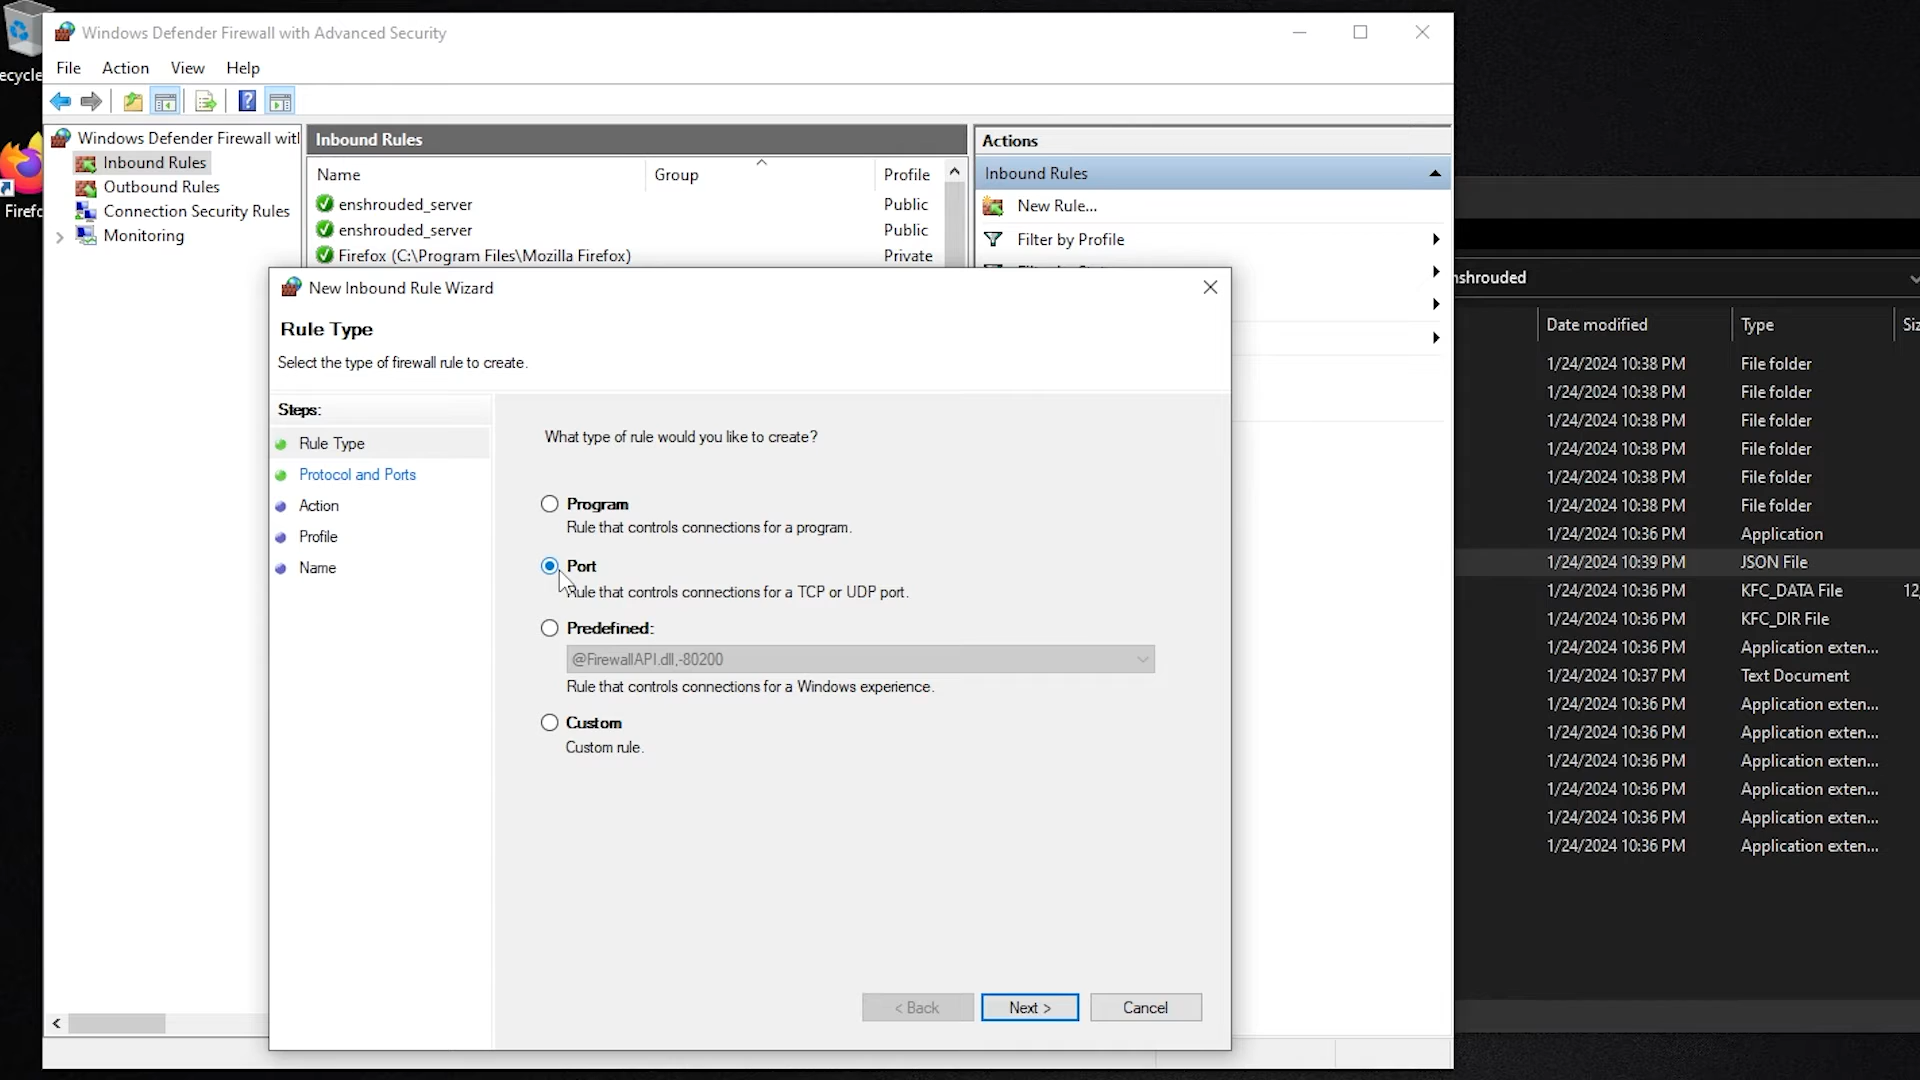 Windows Defender Firewall with Advanced Security
File Action View Help
Windows Defender Firewall wit
Inbound Rules
Outbound Rules
Connection Security Rules
Monitoring
Inbound Rules
Name Group Profile
enshrouded_server Public
enshrouded_server Public
Firefox (C:\Program Files\Mozilla Firefox) Private
Actions
Inbound Rules
New Rule...
Filter by Profile
New Inbound Rule Wizard
Rule Type
Select the type of firewall rule to create.
Steps:
Rule Type
Protocol and Ports
Action
Profile
Name
What type of rule would you like to create?
Program
Rule that controls connections for a program.
Port
Rule that controls connections for a TCP or UDP port.
Predefined:
@FirewallAPI.dll,-80200
Rule that controls connections for a Windows experience.
Custom
Custom rule.
< Back Next > Cancel
ecycle
Firefo
nshrouded
Date modified Type Siz
1/24/2024 10:38 PM File folder
1/24/2024 10:38 PM File folder
1/24/2024 10:38 PM File folder
1/24/2024 10:38 PM File folder
1/24/2024 10:38 PM File folder
1/24/2024 10:38 PM File folder
1/24/2024 10:36 PM Application
1/24/2024 10:39 PM JSON File
1/24/2024 10:36 PM KFC_DATA File 12,
1/24/2024 10:36 PM KFC_DIR File
1/24/2024 10:36 PM Application exten...
1/24/2024 10:37 PM Text Document
1/24/2024 10:36 PM Application exten...
1/24/2024 10:36 PM Application exten...
1/24/2024 10:36 PM Application exten...
1/24/2024 10:36 PM Application exten...
1/24/2024 10:36 PM Application exten...
1/24/2024 10:36 PM Application exten...